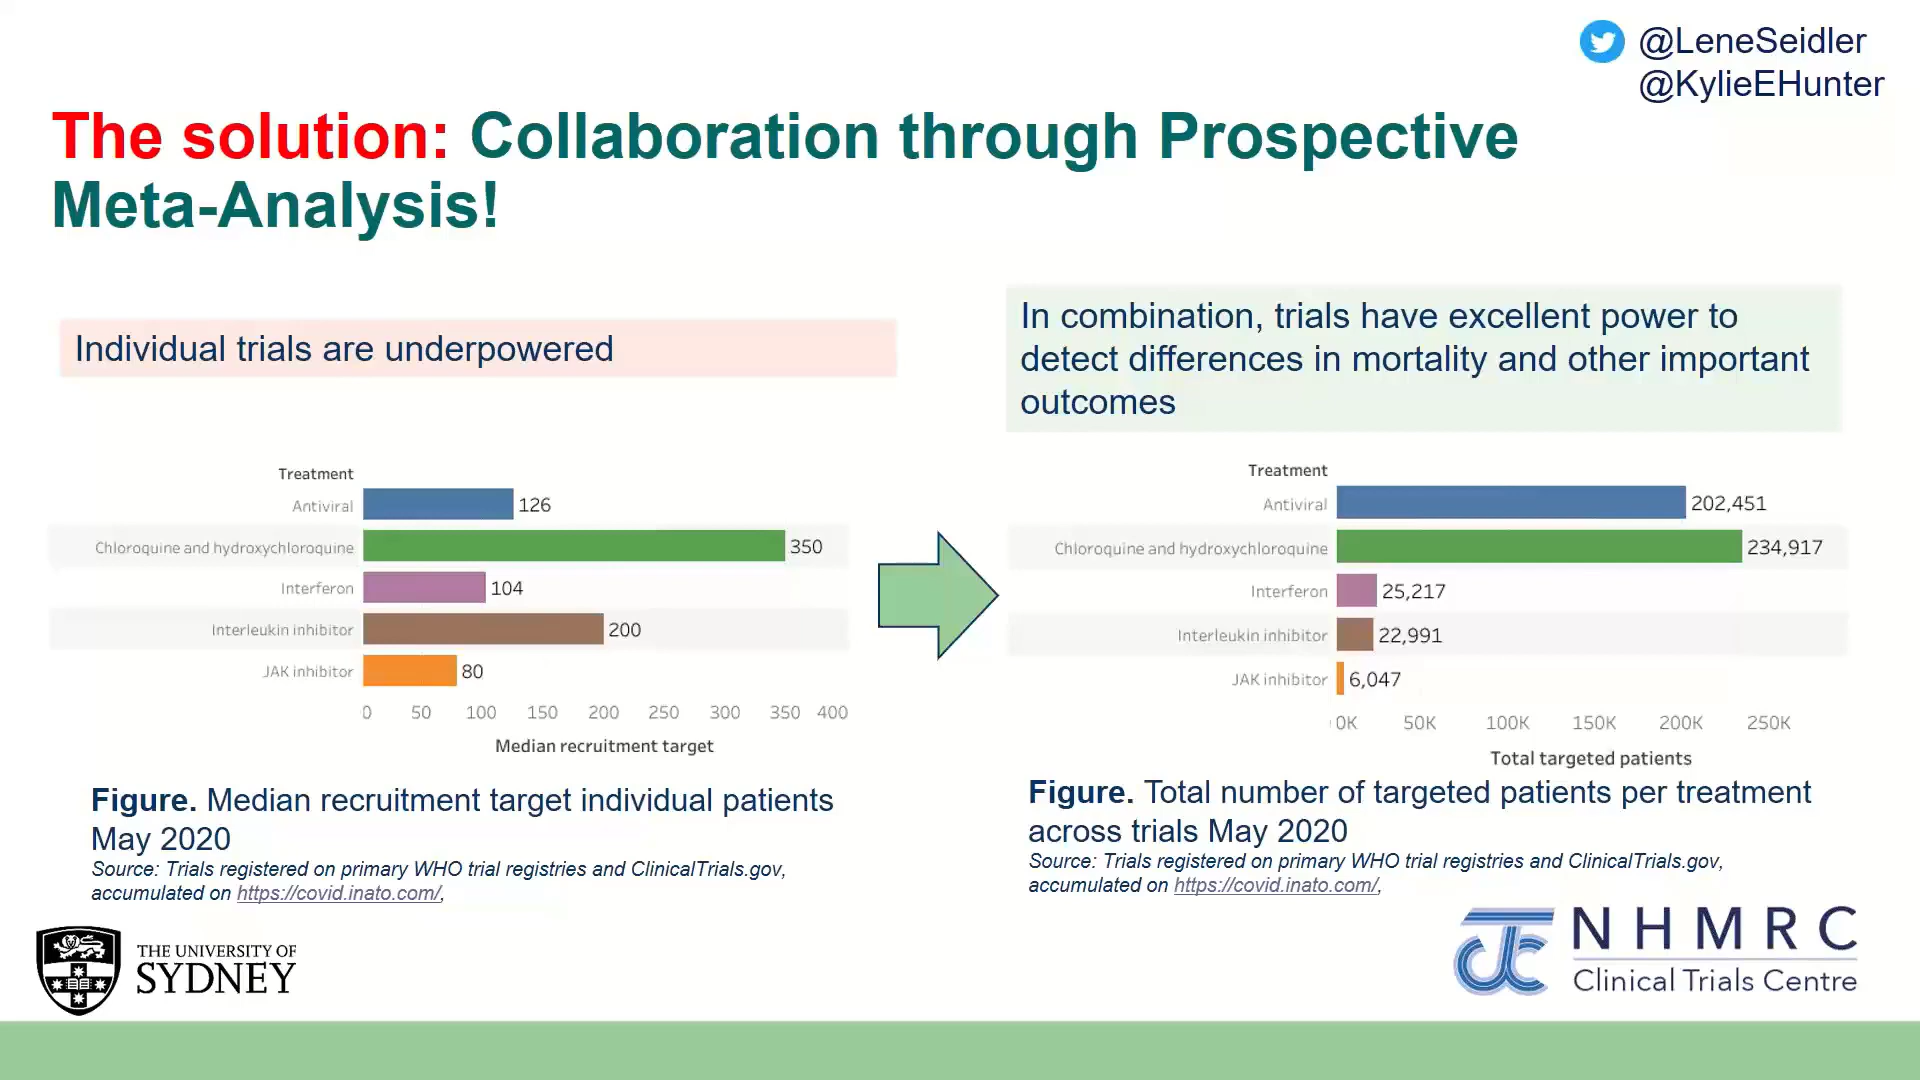 @LeneSeidler
@KylieEHunter
The solution: Collaboration through Prospective
Meta-Analysis!
Individual trials are underpowered
In combination, trials have excellent power to
detect differences in mortality and other important
outcomes
Treatment
Antiviral 126
Chloroquine and hydroxychloroquine 350
Interferon 104
Interleukin inhibitor 200
JAK inhibitor 80
0 50 100 150 200 250 300 350 400
Median recruitment target
Figure. Median recruitment target individual patients
May 2020
Source: Trials registered on primary WHO trial registries and ClinicalTrials.gov,
accumulated on https://covid.inato.com/,
Treatment
Antiviral 202,451
Chloroquine and hydroxychloroquine 234,917
Interferon 25,217
Interleukin inhibitor 22,991
JAK inhibitor 6,047
0K 50K 100K 150K 200K 250K
Total targeted patients
Figure. Total number of targeted patients per treatment
across trials May 2020
Source: Trials registered on primary WHO trial registries and ClinicalTrials.gov,
accumulated on https://covid.inato.com/,
THE UNIVERSITY OF
SYDNEY
NHMRC
Clinical Trials Centre